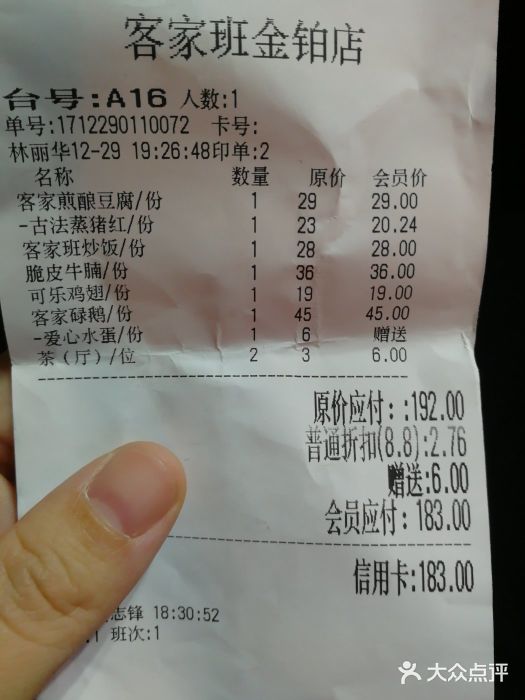 客家班金铂店
台号:A16 人数:1
单号:1712290110072 卡号:
林丽华12-29 19:26:48印单:2
名称 数量 原价 会员价
客家煎酿豆腐/份 1 29 29.00
-古法蒸猪红/份 1 23 20.24
客家班炒饭/份 1 28 28.00
脆皮牛腩/份 1 36 36.00
可乐鸡翅/份 1 19 19.00
客家碌鹅/份 1 45 45.00
-爱心水蛋/份 1 6 赠送
茶（厅）/位 2 3 6.00
原价应付：:192.00
普通折扣(8.8):2.76
赠送:6.00
会员应付：183.00
信用卡:183.00
志锋 18:30:52
1 班次:1
大众点评